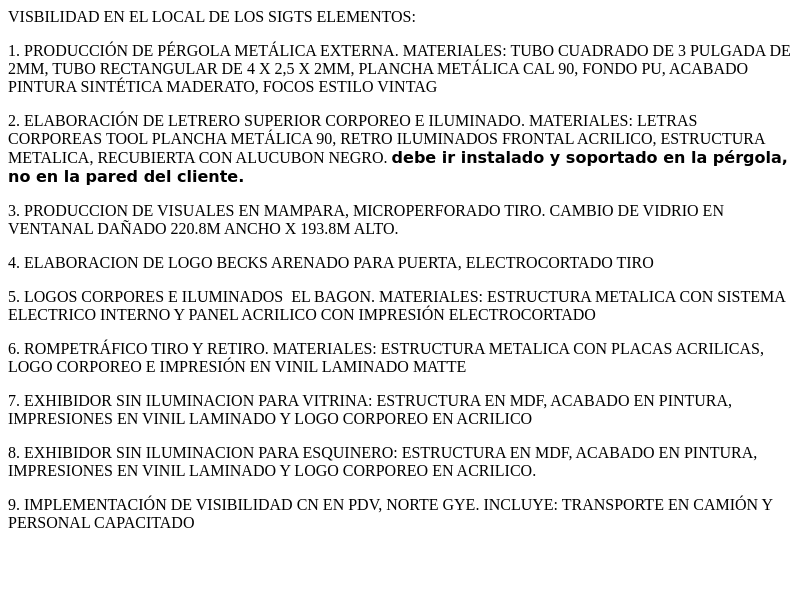 VISBILIDAD EN EL LOCAL DE LOS SIGTS ELEMENTOS:
1. PRODUCCIÓN DE PÉRGOLA METÁLICA EXTERNA. MATERIALES: TUBO CUADRADO DE 3 PULGADA DE
2MM, TUBO RECTANGULAR DE 4 X 2,5 X 2MM, PLANCHA METÁLICA CAL 90, FONDO PU, ACABADO
PINTURA SINTÉTICA MADERATO, FOCOS ESTILO VINTAG
2. ELABORACIÓN DE LETRERO SUPERIOR CORPOREO E ILUMINADO. MATERIALES: LETRAS
CORPOREAS TOOL PLANCHA METÁLICA 90, RETRO ILUMINADOS FRONTAL ACRILICO, ESTRUCTURA
METALICA, RECUBIERTA CON ALUCUBON NEGRO. debe ir instalado y soportado en la pérgola,
no en la pared del cliente.
3. PRODUCCION DE VISUALES EN MAMPARA, MICROPERFORADO TIRO. CAMBIO DE VIDRIO EN
VENTANAL DAÑADO 220.8M ANCHO X 193.8M ALTO.
4. ELABORACION DE LOGO BECKS ARENADO PARA PUERTA, ELECTROCORTADO TIRO
5. LOGOS CORPORES E ILUMINADOS  EL BAGON. MATERIALES: ESTRUCTURA METALICA CON SISTEMA
ELECTRICO INTERNO Y PANEL ACRILICO CON IMPRESIÓN ELECTROCORTADO
6. ROMPETRÁFICO TIRO Y RETIRO. MATERIALES: ESTRUCTURA METALICA CON PLACAS ACRILICAS,
LOGO CORPOREO E IMPRESIÓN EN VINIL LAMINADO MATTE
7. EXHIBIDOR SIN ILUMINACION PARA VITRINA: ESTRUCTURA EN MDF, ACABADO EN PINTURA,
IMPRESIONES EN VINIL LAMINADO Y LOGO CORPOREO EN ACRILICO
8. EXHIBIDOR SIN ILUMINACION PARA ESQUINERO: ESTRUCTURA EN MDF, ACABADO EN PINTURA,
IMPRESIONES EN VINIL LAMINADO Y LOGO CORPOREO EN ACRILICO.
9. IMPLEMENTACIÓN DE VISIBILIDAD CN EN PDV, NORTE GYE. INCLUYE: TRANSPORTE EN CAMIÓN Y
PERSONAL CAPACITADO